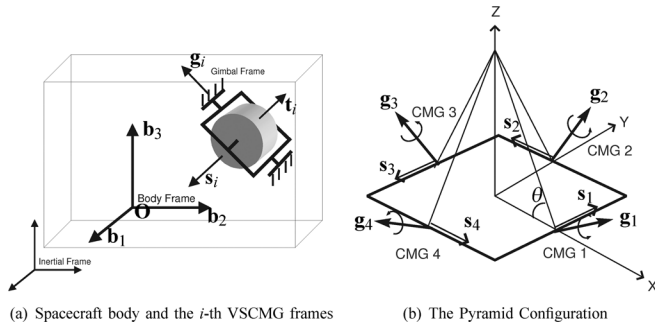 g_i
Gimbal Frame
t_i
s_i
b_3
Body Frame
O
b_2
b_1
Inertial Frame
(a) Spacecraft body and the i-th VSCMG frames
Z
g_3
CMG 3
g_2
s_2
Y
CMG 2
s_3
θ
s_1
g_4
s_4
g_1
CMG 4
CMG 1
X
(b) The Pyramid Configuration